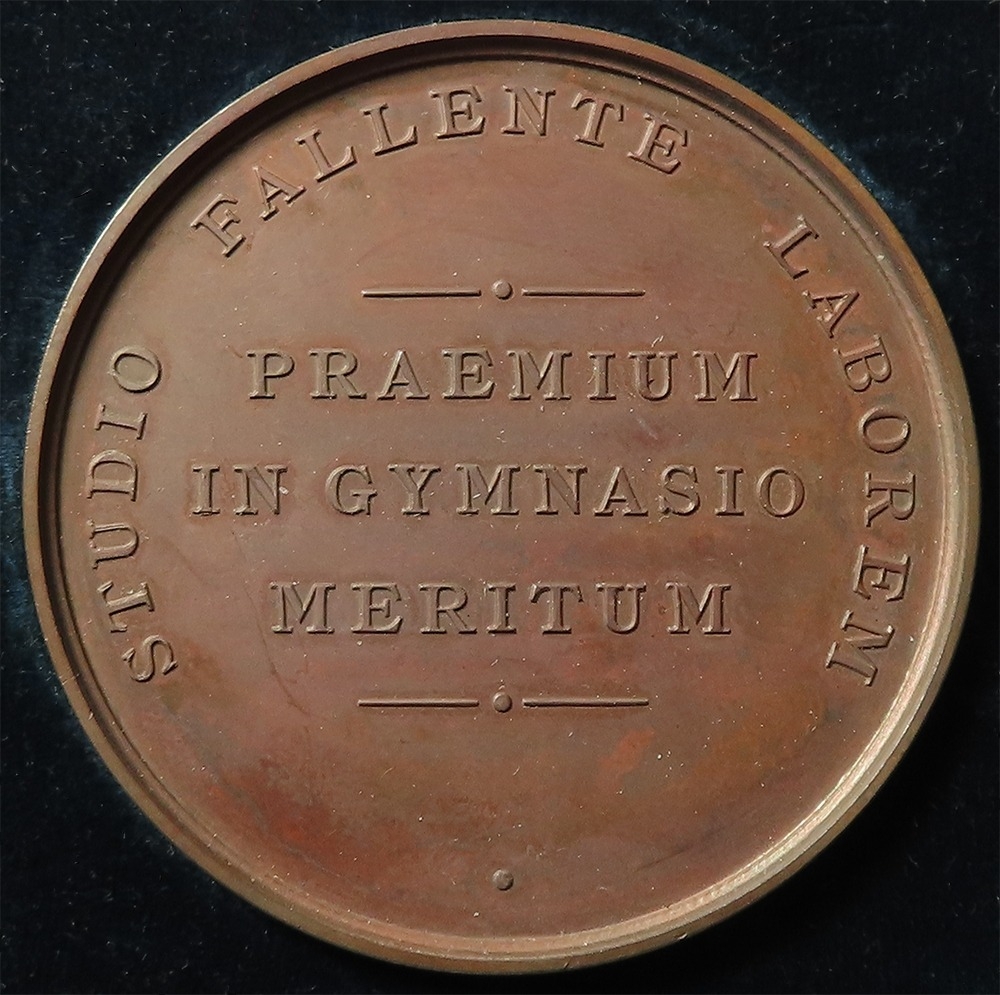 STUDIO FALLENTE LABOREM
PRAEMIUM
IN GYMNASIO
MERITUM